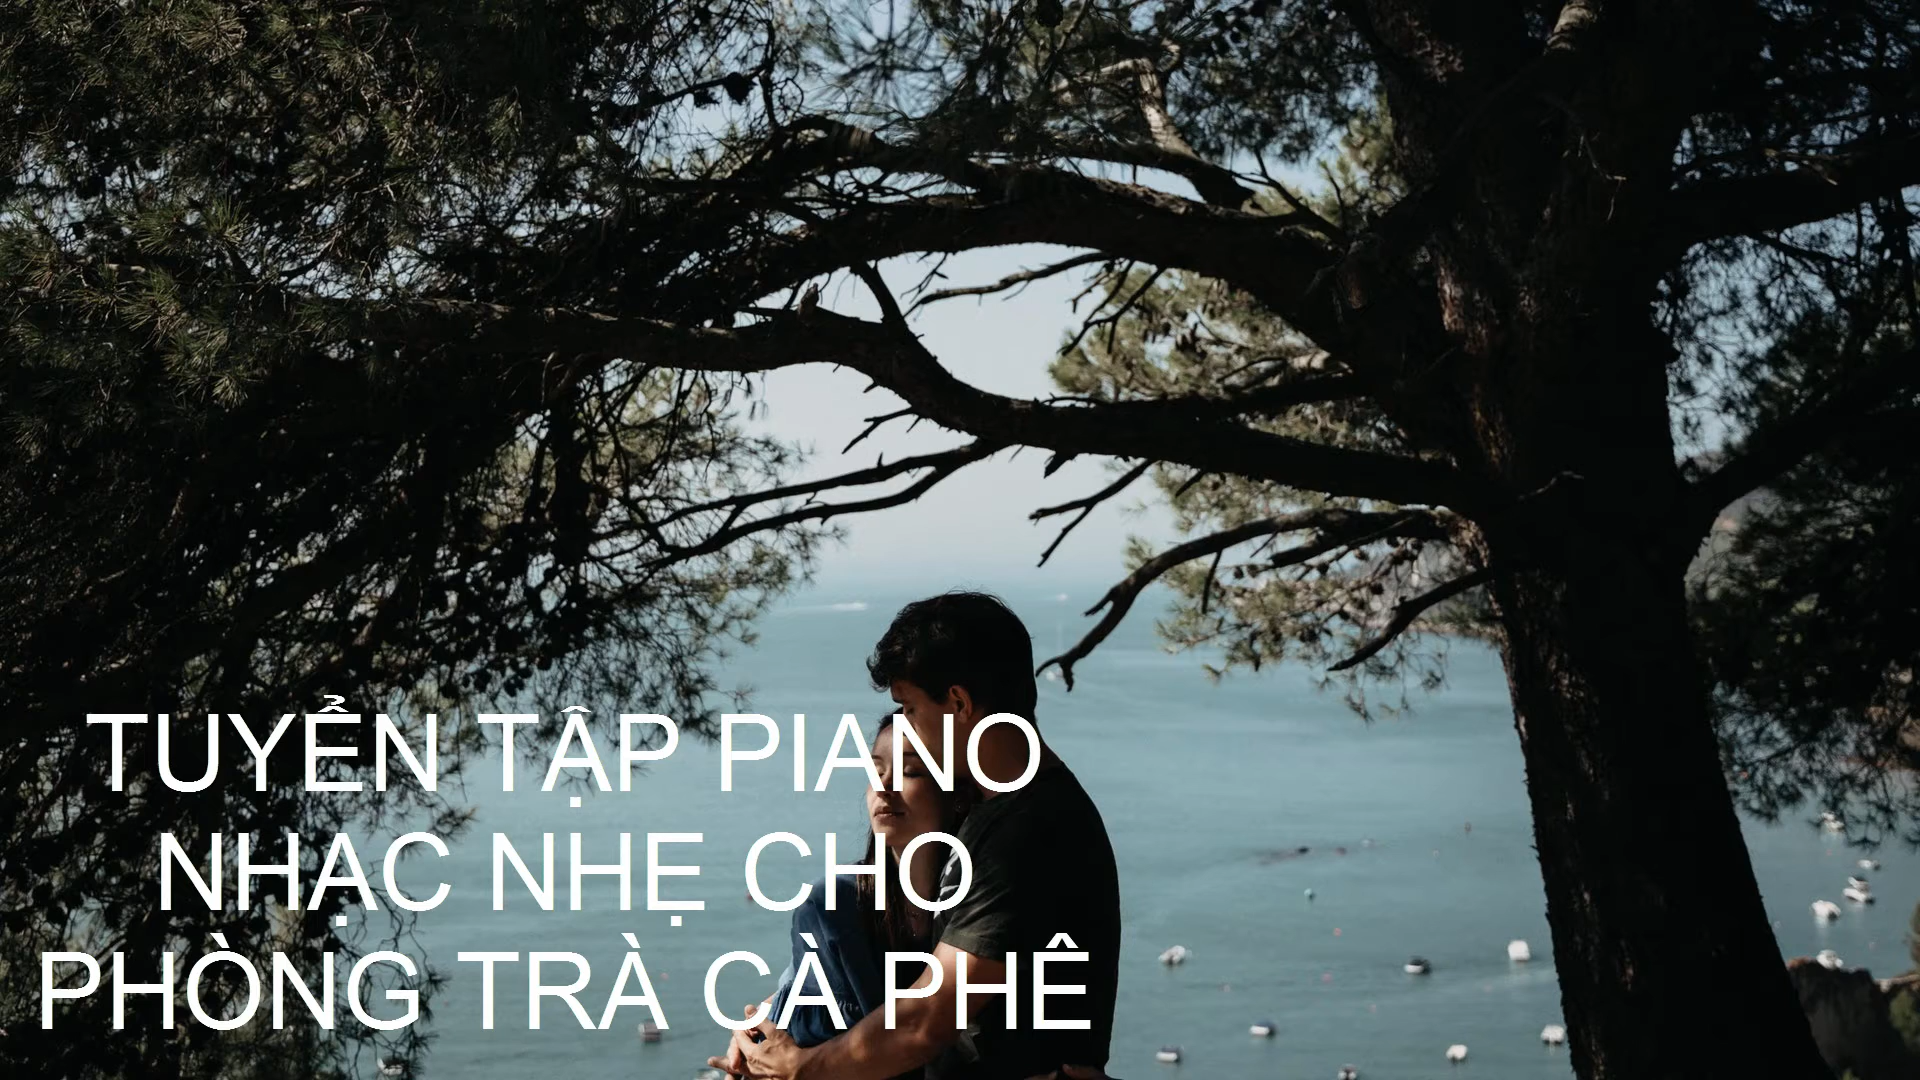 TUYỂN TẬP PIANO
NHẠC NHẸ CHO
PHÒNG TRÀ CÀ PHÊ